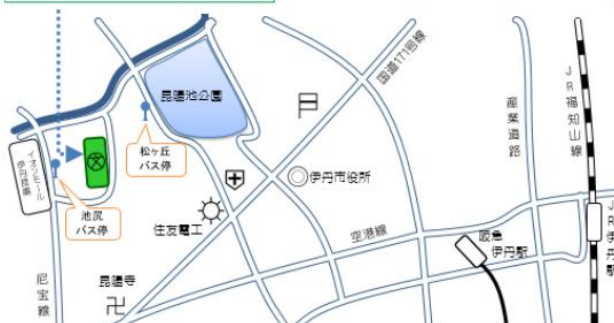 昆陽池公園
国道171号線
産業道路
JR福知山線
イオンモール
伊丹昆陽
松ヶ丘
バス停
伊丹市役所
池尻
バス停
住友電工
空港線
阪急
伊丹駅
JR伊丹駅
尼宝線
昆陽寺
卍
文